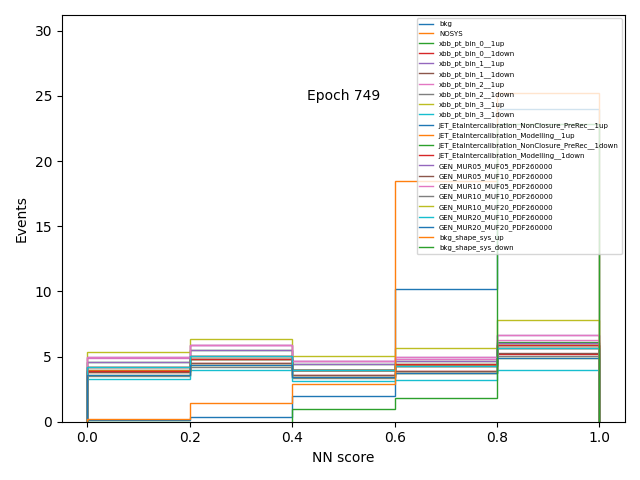 30
25
20
15
10
5
0
Events
Epoch 749
bkg
NOSYS
xbb_pt_bin_0__1up
xbb_pt_bin_0__1down
xbb_pt_bin_1__1up
xbb_pt_bin_1__1down
xbb_pt_bin_2__1up
xbb_pt_bin_2__1down
xbb_pt_bin_3__1up
xbb_pt_bin_3__1down
JET_EtaIntercalibration_NonClosure_PreRec__1up
JET_EtaIntercalibration_Modelling__1up
JET_EtaIntercalibration_NonClosure_PreRec__1down
JET_EtaIntercalibration_Modelling__1down
GEN_MUR05_MUF05_PDF260000
GEN_MUR05_MUF10_PDF260000
GEN_MUR10_MUF05_PDF260000
GEN_MUR10_MUF10_PDF260000
GEN_MUR10_MUF20_PDF260000
GEN_MUR20_MUF10_PDF260000
GEN_MUR20_MUF20_PDF260000
bkg_shape_sys_up
bkg_shape_sys_down
0.0 0.2 0.4 0.6 0.8 1.0
NN score